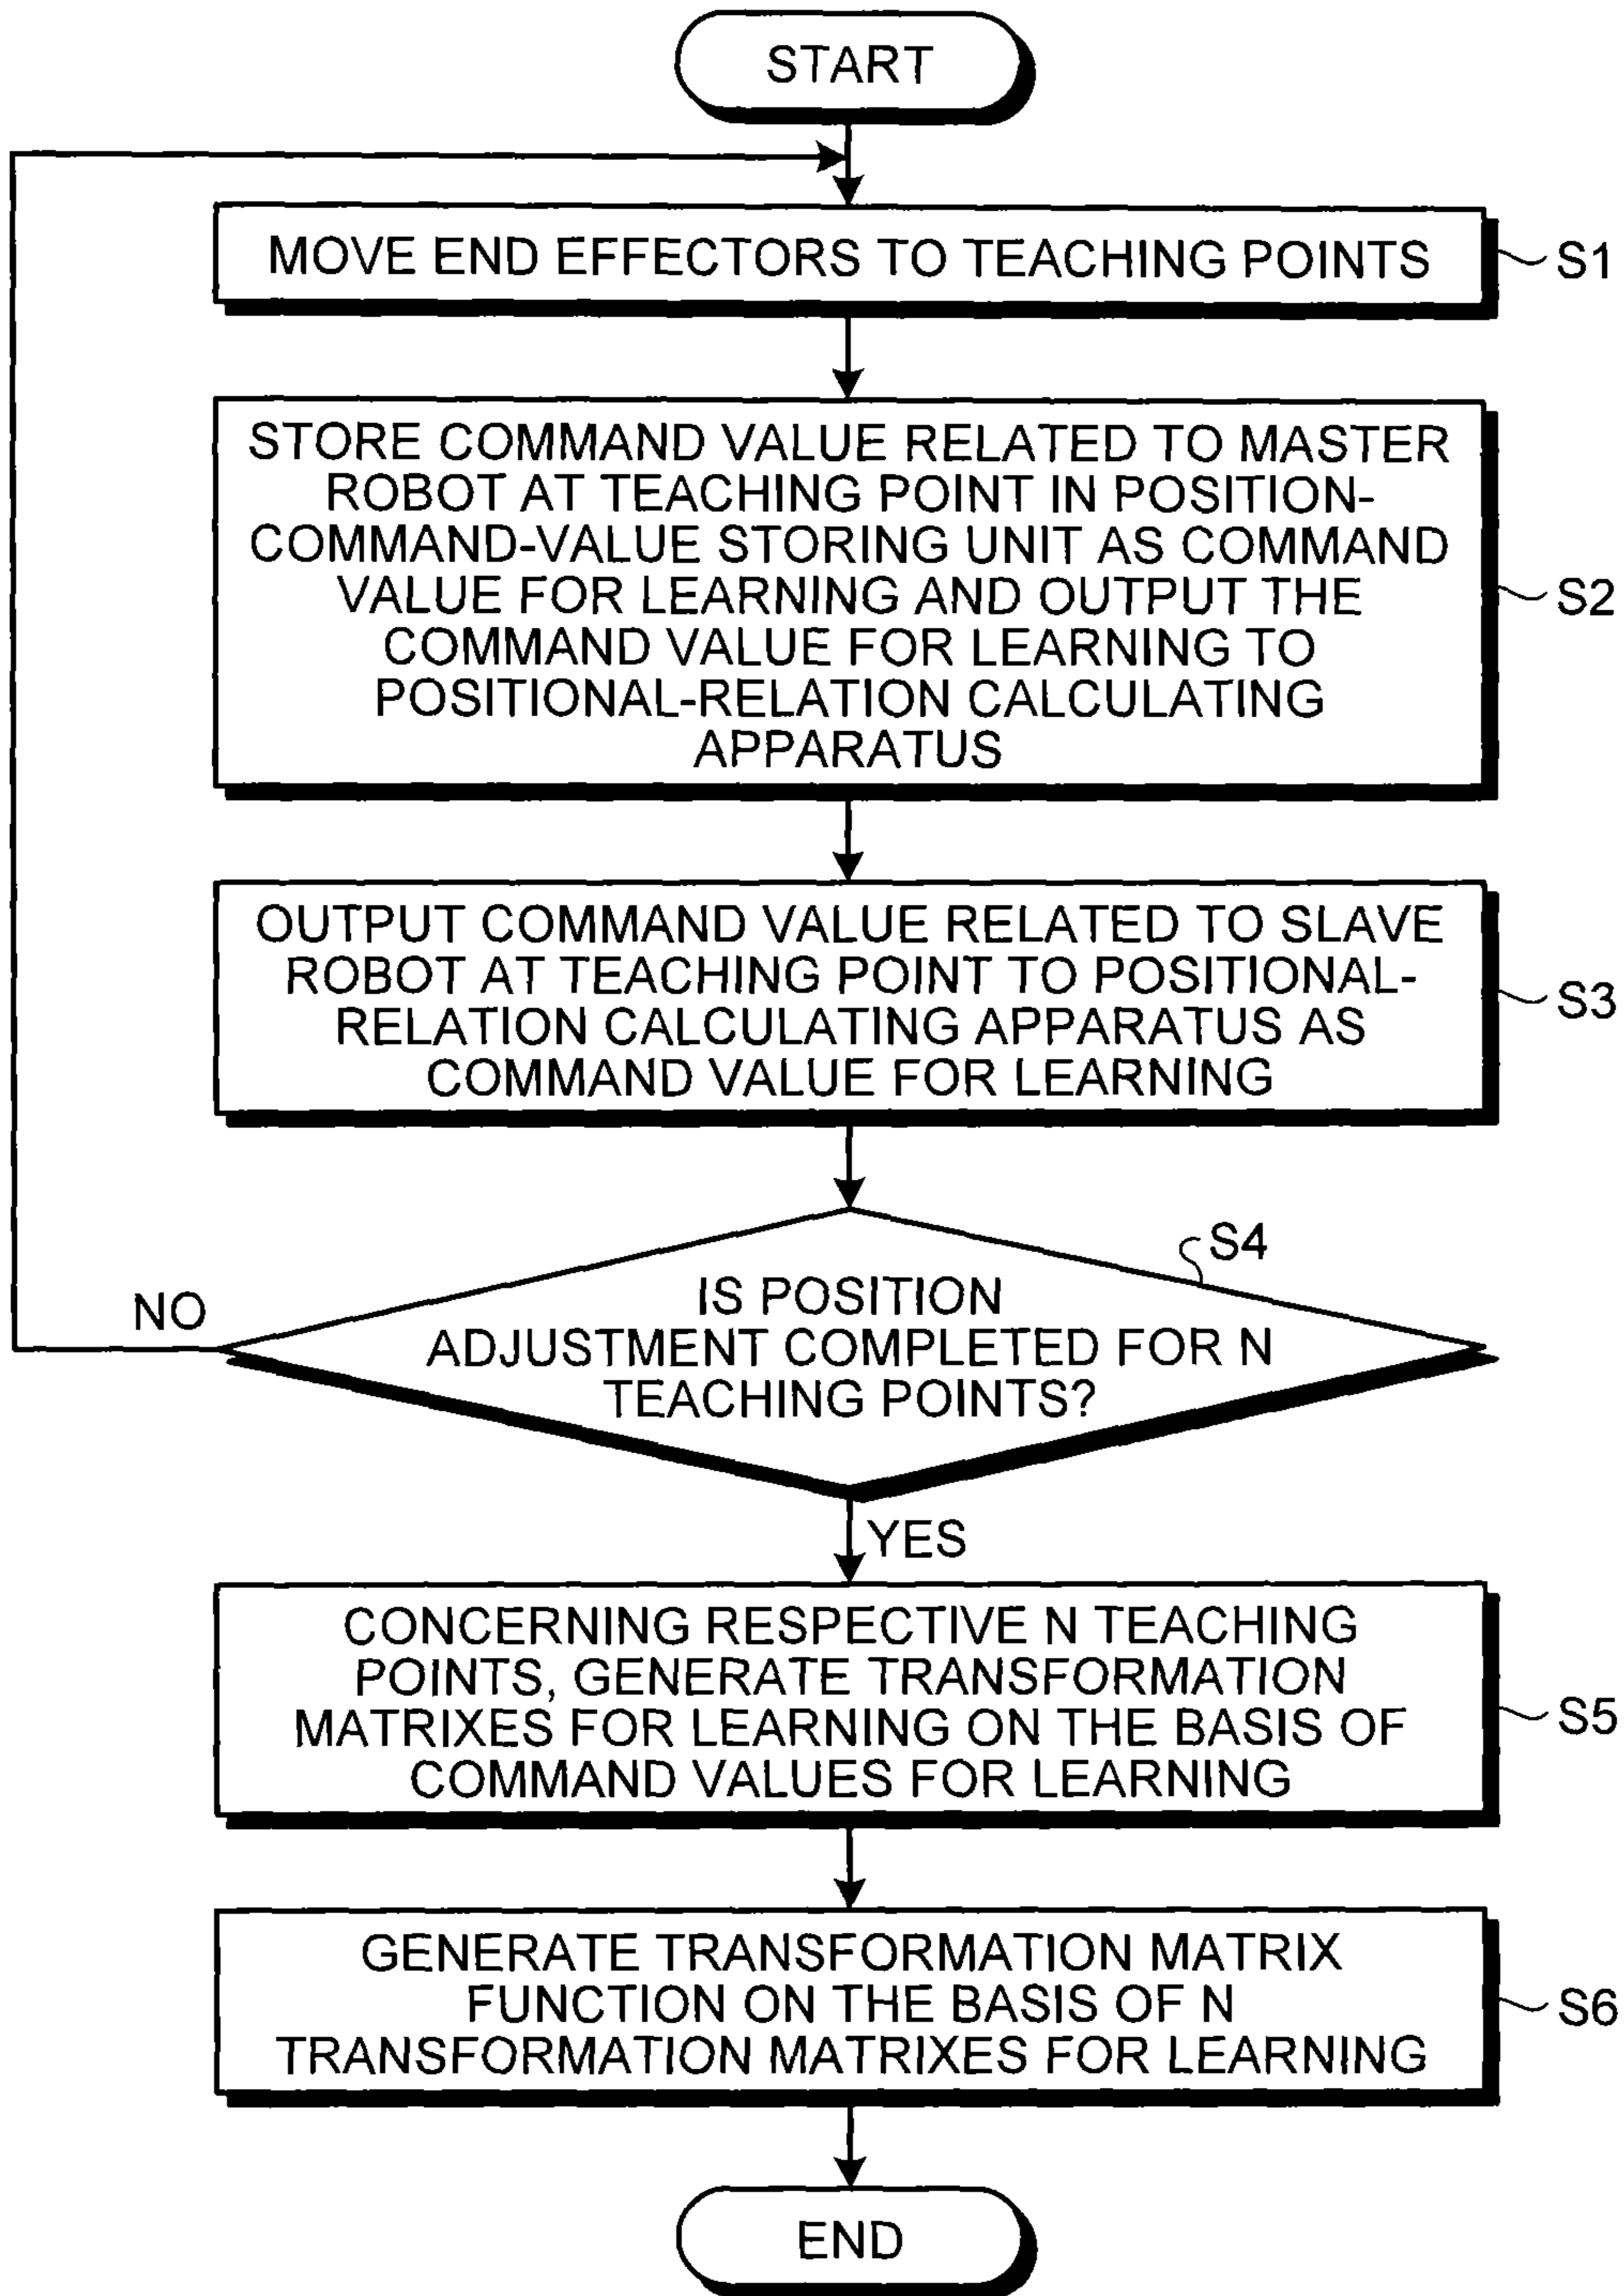 START
MOVE END EFFECTORS TO TEACHING POINTS
S1
STORE COMMAND VALUE RELATED TO MASTER
ROBOT AT TEACHING POINT IN POSITION-
COMMAND-VALUE STORING UNIT AS COMMAND
VALUE FOR LEARNING AND OUTPUT THE
COMMAND VALUE FOR LEARNING TO
POSITIONAL-RELATION CALCULATING
APPARATUS
S2
OUTPUT COMMAND VALUE RELATED TO SLAVE
ROBOT AT TEACHING POINT TO POSITIONAL-
RELATION CALCULATING APPARATUS AS
COMMAND VALUE FOR LEARNING
S3
S4
IS POSITION
ADJUSTMENT COMPLETED FOR N
TEACHING POINTS?
NO
YES
CONCERNING RESPECTIVE N TEACHING
POINTS, GENERATE TRANSFORMATION
MATRIXES FOR LEARNING ON THE BASIS OF
COMMAND VALUES FOR LEARNING
S5
GENERATE TRANSFORMATION MATRIX
FUNCTION ON THE BASIS OF N
TRANSFORMATION MATRIXES FOR LEARNING
S6
END